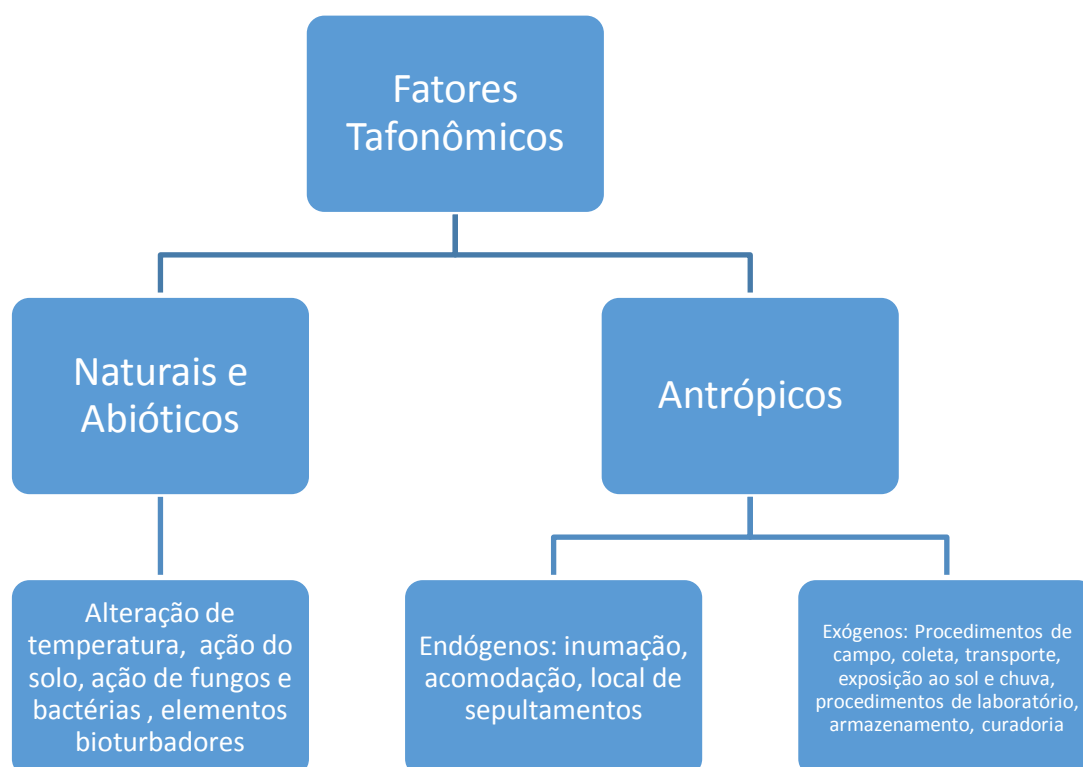 Fatores
Tafonômicos
Naturais e
Abióticos
Antrópicos
Alteração de
temperatura, ação do
solo, ação de fungos e
bactérias , elementos
bioturbadores
Endógenos: inumação,
acomodação, local de
sepultamentos
Exógenos: Procedimentos de
campo, coleta, transporte,
exposição ao sol e chuva,
procedimentos de laboratório,
armazenamento, curadoria